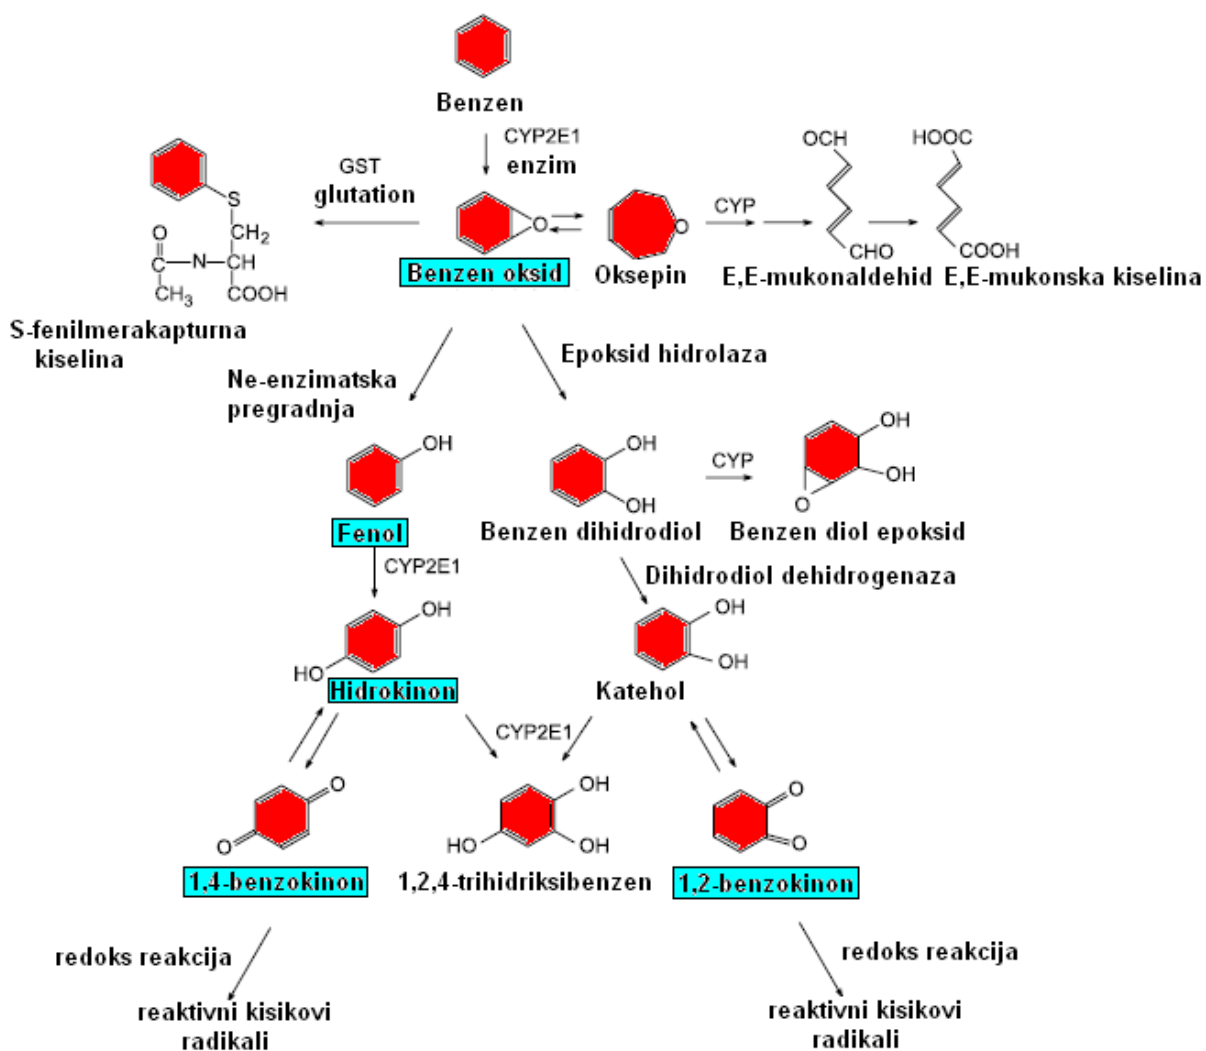 Benzen
CYP2E1
enzim
GST
glutation
S
O
CH2
C
N
CH
CH3
COOH
S-fenilmerakapturna
kiselina
O
Benzen oksid
O
Oksepin
CYP
OCH
CHO
E,E-mukonaldehid
HOOC
COOH
E,E-mukonska kiselina
Ne-enzimatska
pregradnja
Epoksid hidrolaza
OH
Fenol
OH
OH
Benzen dihidrodiol
CYP
OH
OH
O
Benzen diol epoksid
CYP2E1
Dihidrodiol dehidrogenaza
OH
HO
Hidrokinon
OH
OH
Katehol
CYP2E1
O
O
1,4-benzokinon
OH
HO
OH
1,2,4-trihidriksibenzen
O
O
1,2-benzokinon
redoks reakcija
reaktivni kisikovi
radikali
redoks reakcija
reaktivni kisikovi
radikali